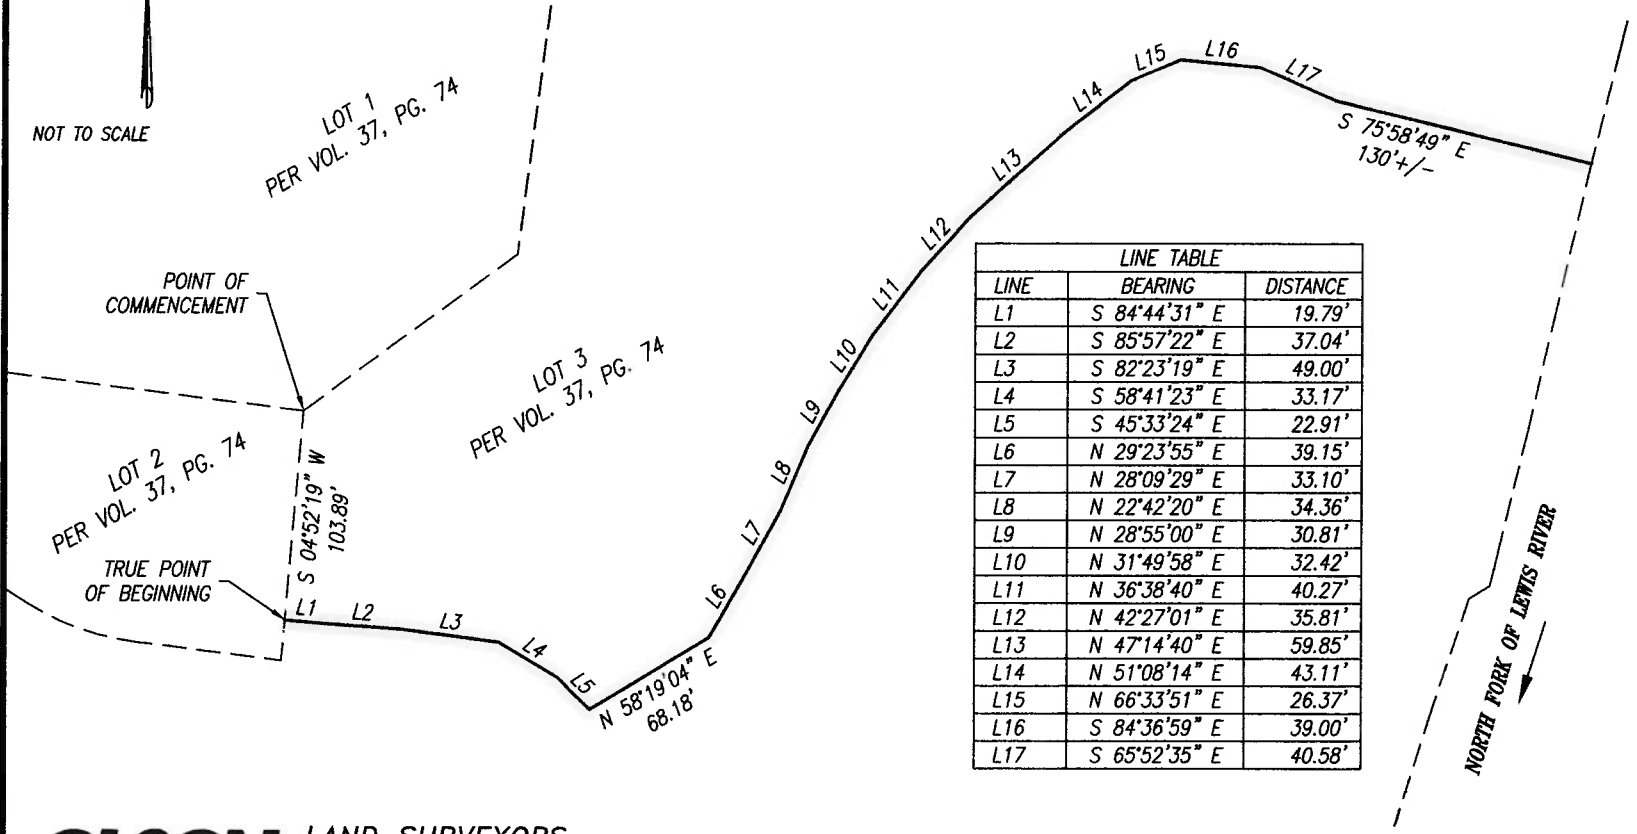 NOT TO SCALE
LOT 1
PER VOL. 37, PG. 74
POINT OF
COMMENCEMENT
LOT 2
PER VOL. 37, PG. 74
LOT 3
PER VOL. 37, PG. 74
S 04°52'19" W
103.89'
TRUE POINT
OF BEGINNING
L1
L2
L3
L4
L5
N 58°19'04" E
68.18'
L6
L7
L8
L9
L10
L11
L12
L13
L14
L15
L16
L17
S 75°58'49" E
130'+/-
LINE TABLE
LINE BEARING DISTANCE
L1 S 84°44'31" E 19.79'
L2 S 85°57'22" E 37.04'
L3 S 82°23'19" E 49.00'
L4 S 58°41'23" E 33.17'
L5 S 45°33'24" E 22.91'
L6 N 29°23'55" E 39.15'
L7 N 28°09'29" E 33.10'
L8 N 22°42'20" E 34.36'
L9 N 28°55'00" E 30.81'
L10 N 31°49'58" E 32.42'
L11 N 36°38'40" E 40.27'
L12 N 42°27'01" E 35.81'
L13 N 47°14'40" E 59.85'
L14 N 51°08'14" E 43.11'
L15 N 66°33'51" E 26.37'
L16 S 84°36'59" E 39.00'
L17 S 65°52'35" E 40.58'
NORTH FORK OF LEWIS RIVER
LAND SURVEYORS